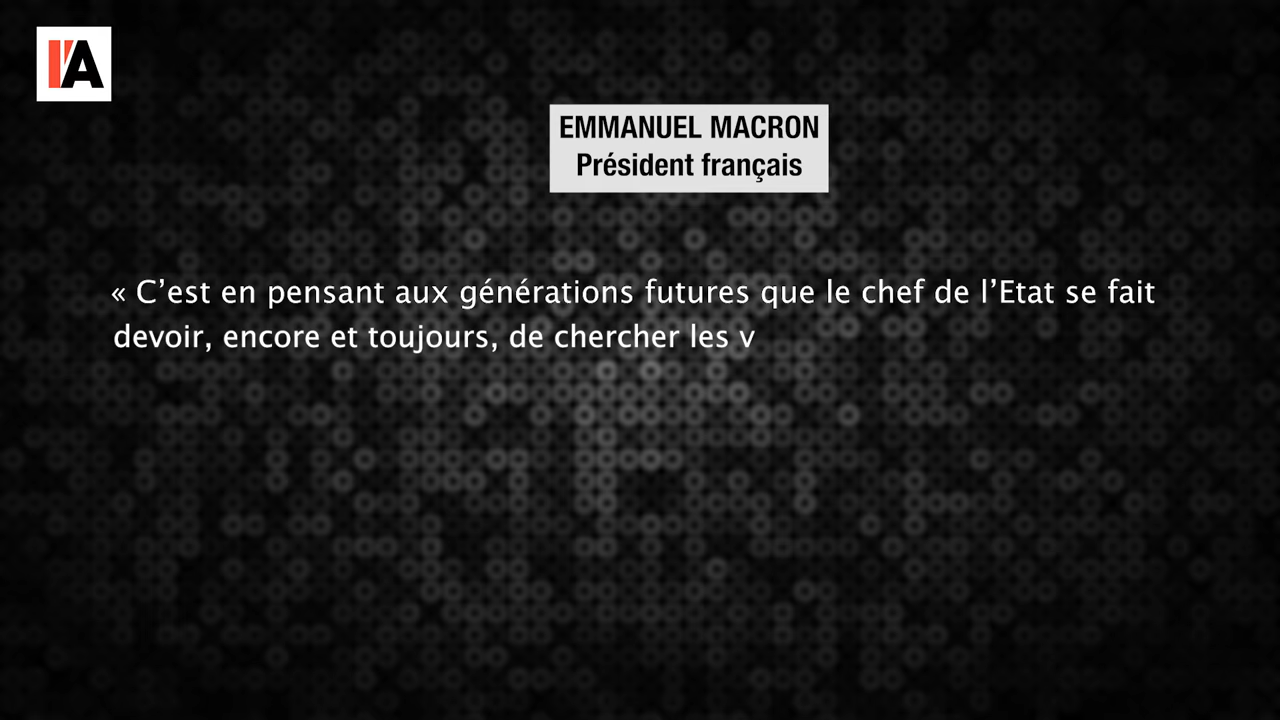 IA
EMMANUEL MACRON
Président français
« C’est en pensant aux générations futures que le chef de l’Etat se fait
devoir, encore et toujours, de chercher les v